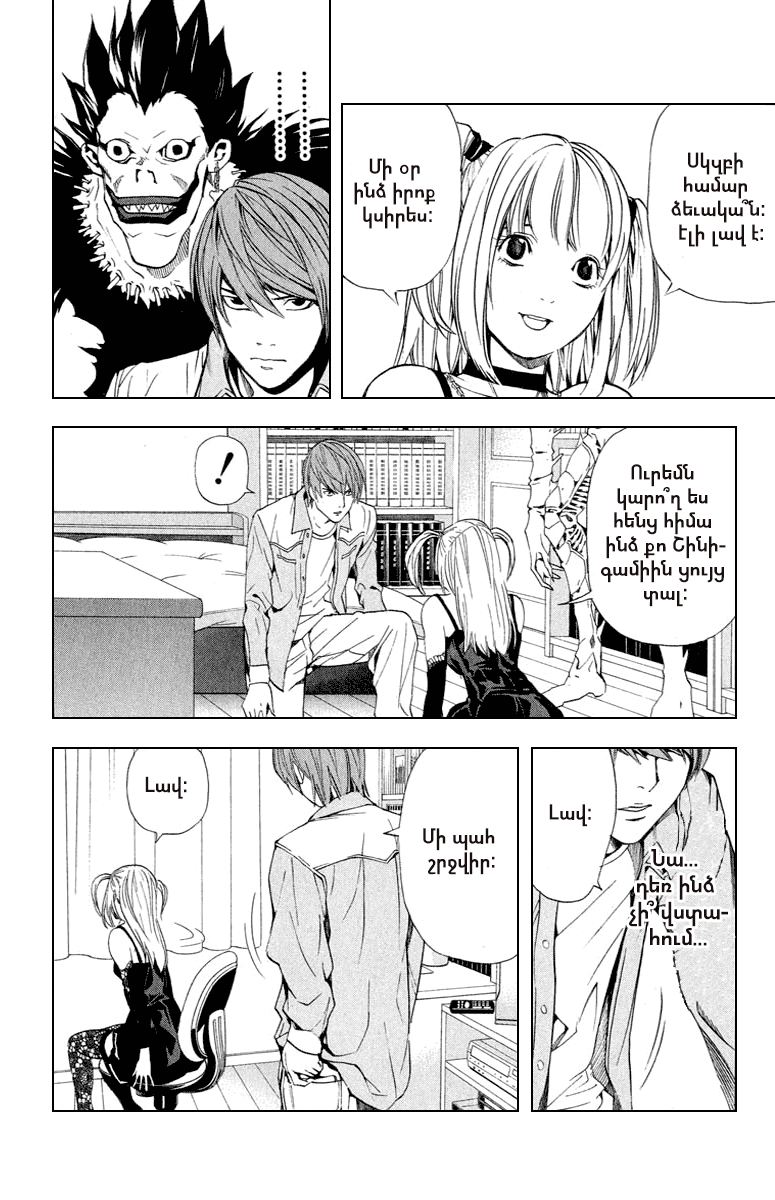 Սկզբի
համար
ձեւակա՞ն:
էլի լավ է:
Մի օր
ինձ իրոք
կսիրես:
......
......
Ուրեմն
կարո՞ղ ես
հենց հիմա
ինձ քո Շինի-
գամիին ցույց
տալ:
!
Լավ:
Նա...
դեռ ինձ
չի՞ վստա-
հում...
Մի պահ
շրջվիր:
Լավ: